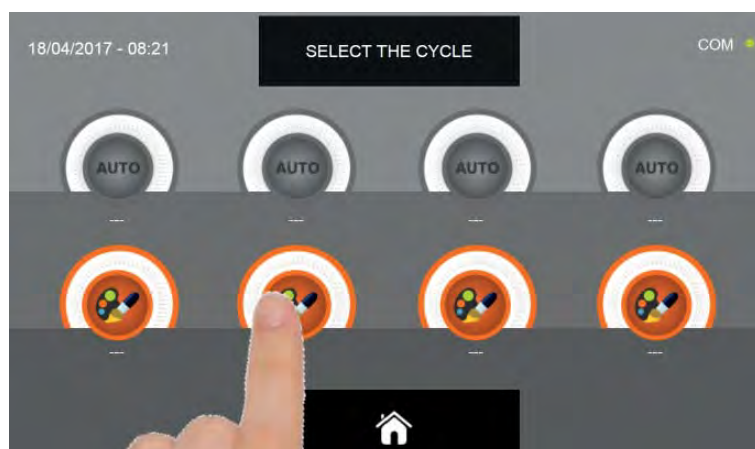 18/04/2017 - 08:21
SELECT THE CYCLE
COM
AUTO AUTO AUTO AUTO
--- --- --- ---
--- --- ---